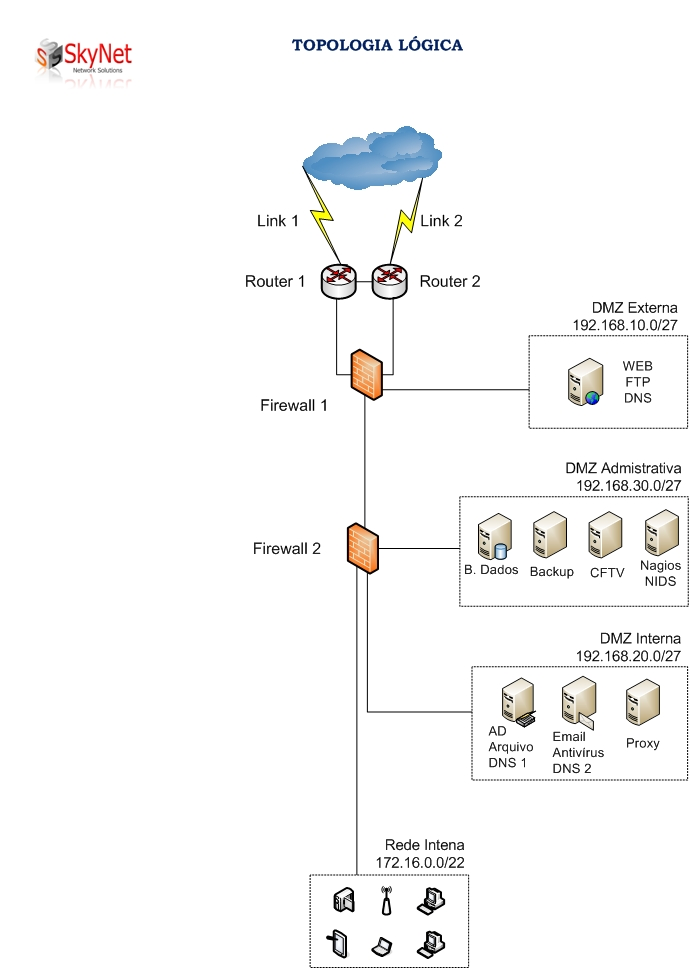 SkyNet
Network Solutions
TOPOLOGIA LÓGICA
Link 1
Link 2
Router 1
Router 2
DMZ Externa
192.168.10.0/27
WEB
FTP
DNS
Firewall 1
DMZ Admistrativa
192.168.30.0/27
Firewall 2
B. Dados
Backup
CFTV
Nagios
NIDS
DMZ Interna
192.168.20.0/27
AD
Arquivo
DNS 1
Email
Antivírus
DNS 2
Proxy
Rede Intena
172.16.0.0/22